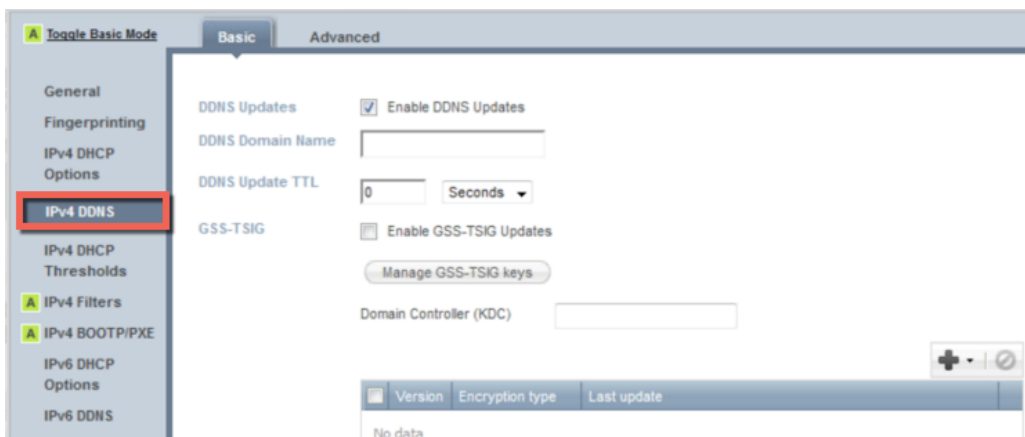 A Toggle Basic Mode
Basic
Advanced
General
Fingerprinting
IPv4 DHCP
Options
IPv4 DDNS
IPv4 DHCP
Thresholds
A IPv4 Filters
A IPv4 BOOTP/PXE
IPv6 DHCP
Options
IPv6 DDNS
DDNS Updates
Enable DDNS Updates
DDNS Domain Name
DDNS Update TTL
0
Seconds
GSS-TSIG
Enable GSS-TSIG Updates
Manage GSS-TSIG keys
Domain Controller (KDC)
Version
Encryption type
Last update
No data